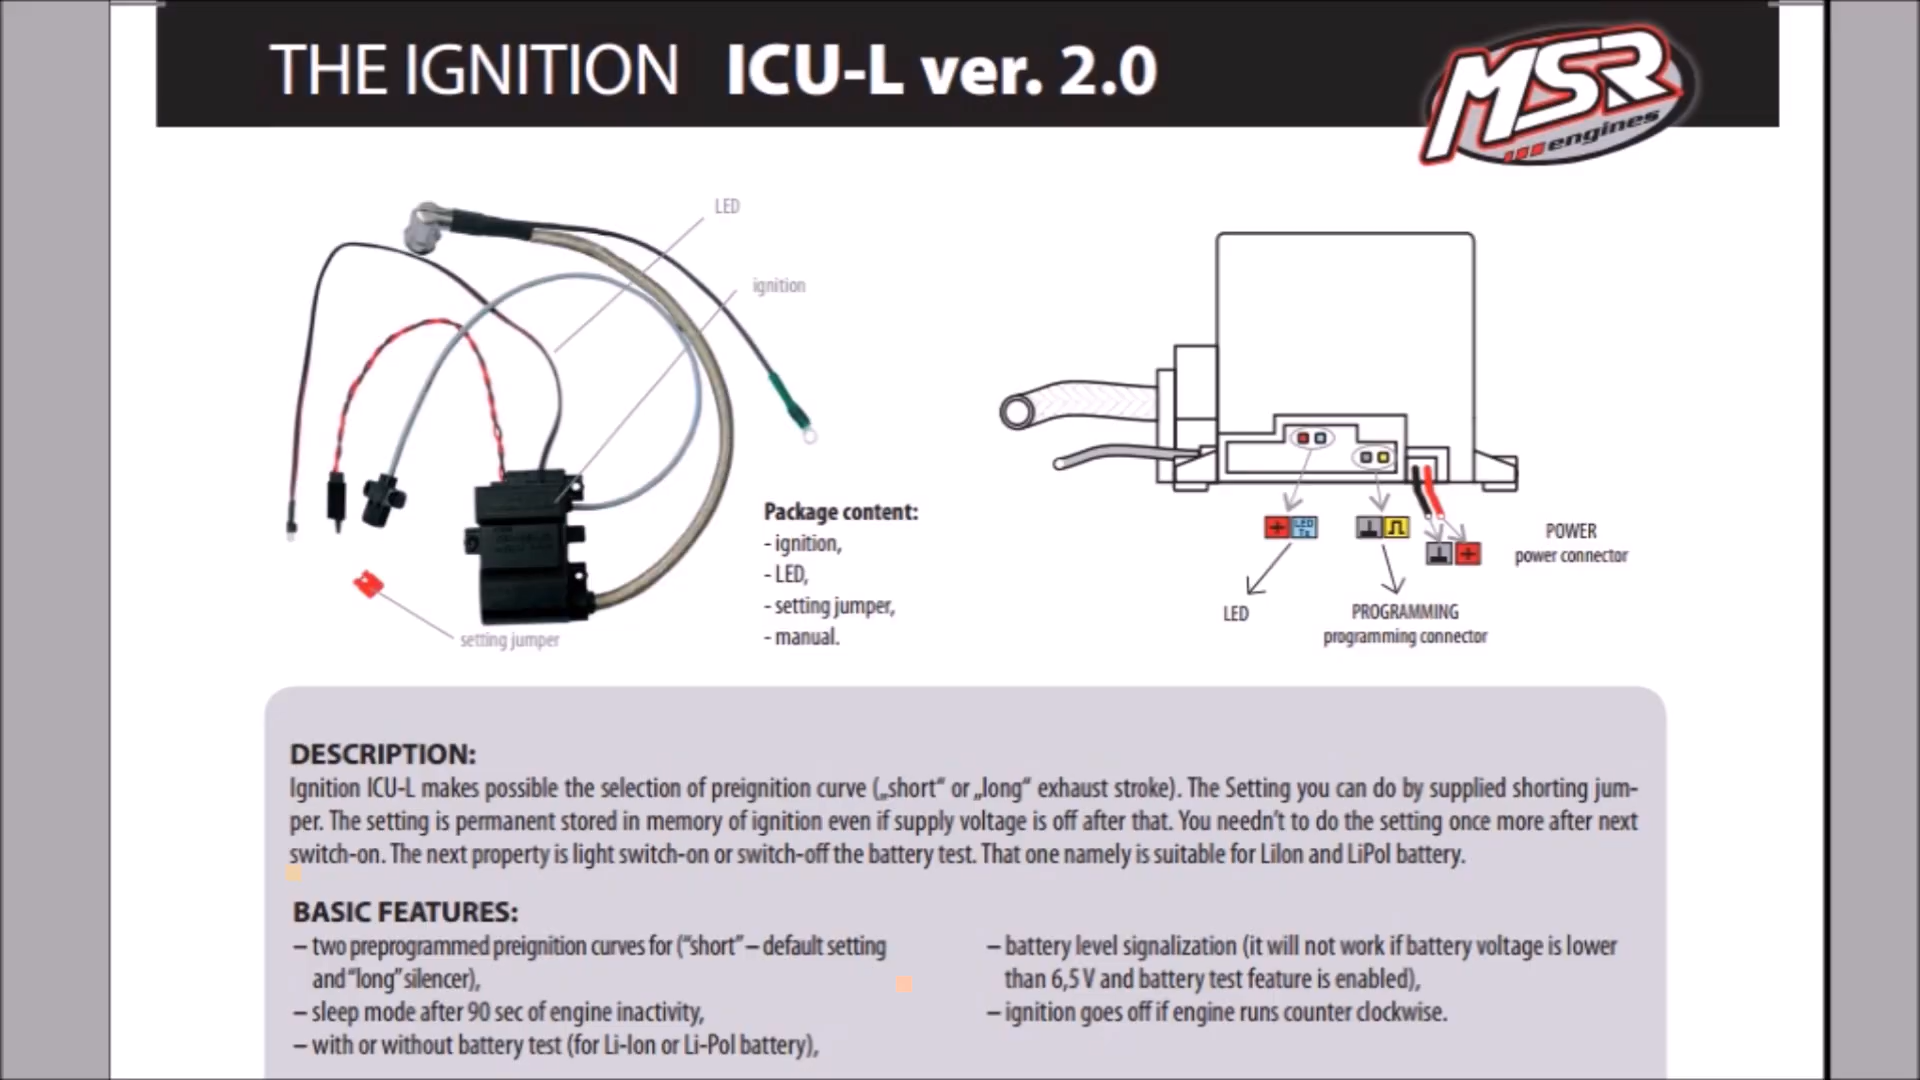 THE IGNITION ICU-L ver. 2.0
MSR
engines
LED
ignition
setting jumper
Package content:
- ignition,
- LED,
- setting jumper,
- manual.
LED
Tx
LED
PROGRAMMING
programming connector
POWER
power connector
DESCRIPTION:
Ignition ICU-L makes possible the selection of preignition curve („short“ or „long“ exhaust stroke). The Setting you can do by supplied shorting jum-
per. The setting is permanent stored in memory of ignition even if supply voltage is off after that. You needn't to do the setting once more after next
switch-on. The next property is light switch-on or switch-off the battery test. That one namely is suitable for LiIon and LiPol battery.
BASIC FEATURES:
– two preprogrammed preignition curves for (“short” – default setting
and “long” silencer),
– sleep mode after 90 sec of engine inactivity,
– with or without battery test (for Li-Ion or Li-Pol battery),
– battery level signalization (it will not work if battery voltage is lower
than 6,5 V and battery test feature is enabled),
– ignition goes off if engine runs counter clockwise.